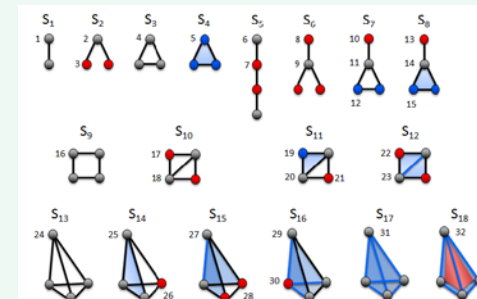 S1 S2 S3 S4 S5 S6 S7 S8
1 2 3 4 5 6 7 8 9 10 11 12 13 14 15
S9 S10 S11 S12
16 17 18 19 20 21 22 23
S13 S14 S15 S16 S17 S18
24 25 26 27 28 29 30 31 32